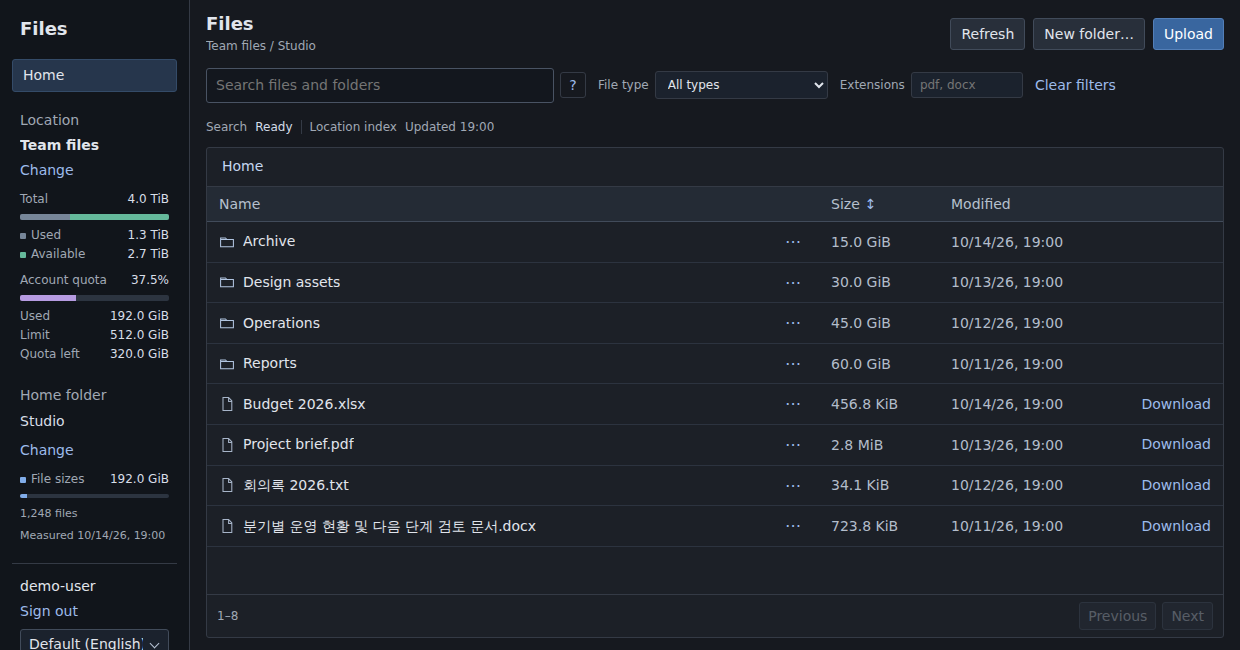 Files
Home
Location
Team files
Change
Total 4.0 TiB
Used 1.3 TiB
Available 2.7 TiB
Account quota 37.5%
Used 192.0 GiB
Limit 512.0 GiB
Quota left 320.0 GiB
Home folder
Studio
Change
File sizes 192.0 GiB
1,248 files
Measured 10/14/26, 19:00
demo-user
Sign out
Default (English)
Files
Team files / Studio
Refresh New folder… Upload
Search files and folders ? File type All types Extensions pdf, docx Clear filters
Search Ready Location index Updated 19:00
Home
Name Size ↕ Modified
Archive ··· 15.0 GiB 10/14/26, 19:00
Design assets ··· 30.0 GiB 10/13/26, 19:00
Operations ··· 45.0 GiB 10/12/26, 19:00
Reports ··· 60.0 GiB 10/11/26, 19:00
Budget 2026.xlsx ··· 456.8 KiB 10/14/26, 19:00 Download
Project brief.pdf ··· 2.8 MiB 10/13/26, 19:00 Download
회의록 2026.txt ··· 34.1 KiB 10/12/26, 19:00 Download
분기별 운영 현황 및 다음 단계 검토 문서.docx ··· 723.8 KiB 10/11/26, 19:00 Download
1–8 Previous Next